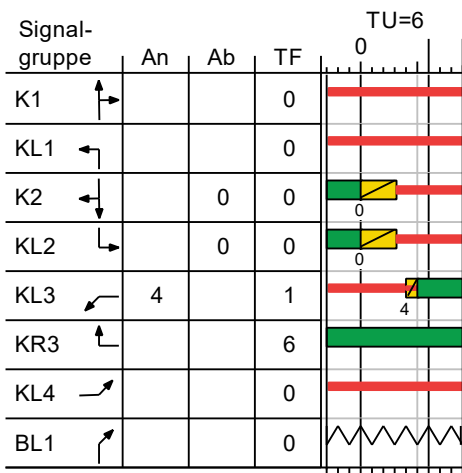 TU=6
Signal-
gruppe An Ab TF 0
K1 0
KL1 0
K2 0 0
0
KL2 0 0
0
KL3 4 1
4
KR3 6
KL4 0
BL1 0